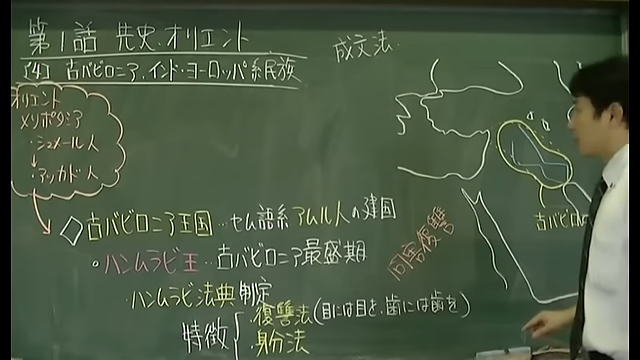 第1話 先史・オリエント
[4] 古バビロニア、インド・ヨーロッパ系民族
成文法
オリエント
メソポタミア
・シュメール人
↓
・アッカド人
◇古バビロニア王国…セム語系アムル人の建国
・ハンムラビ王…古バビロニア最盛期
・ハンムラビ法典制定
特徴
・復讐法(目には目を、歯には歯を)
・身分法
同害復讐
古バビロ